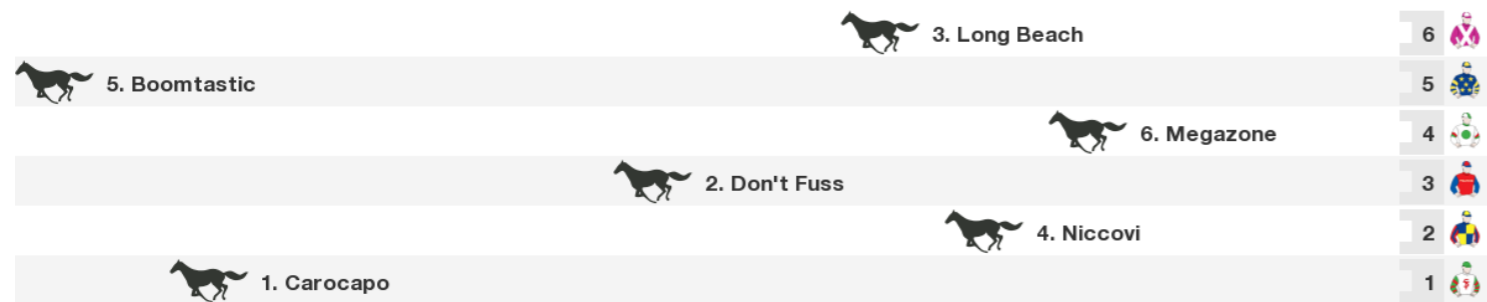 3. Long Beach 6
5. Boomtastic 5
6. Megazone 4
2. Don't Fuss 3
4. Niccovi 2
1. Carocapo 1